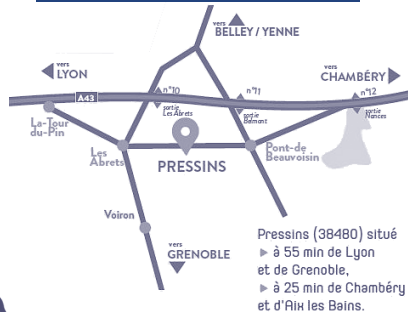 vers
BELLEY / YENNE
vers
LYON
vers
CHAMBÉRY
n°10
n°11
n°12
A43
sortie
Les Abrets
sortie
Belmont
sortie
Nances
La-Tour
du-Pin
Les
Abrets
PRESSINS
Pont-de
Beauvoisin
Voiron
vers
GRENOBLE
Pressins (38480) situé
▶ à 55 min de Lyon
et de Grenoble,
▶ à 25 min de Chambéry
et d'Aix les Bains.